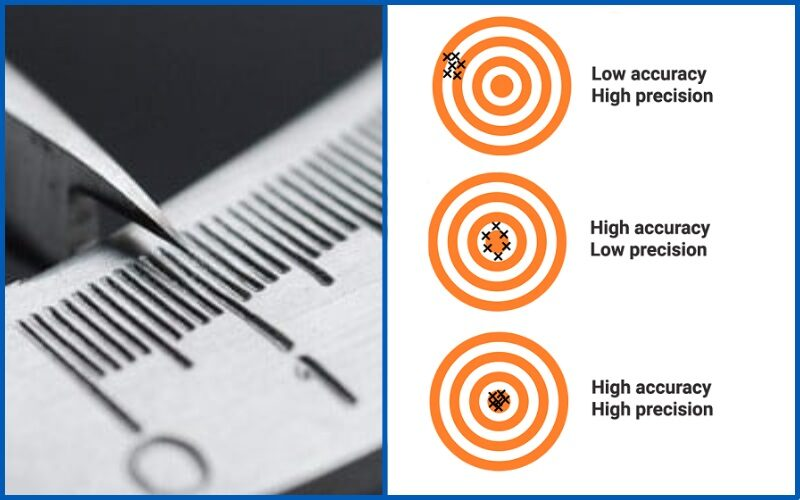 0
1
Low accuracy
High precision
High accuracy
Low precision
High accuracy
High precision